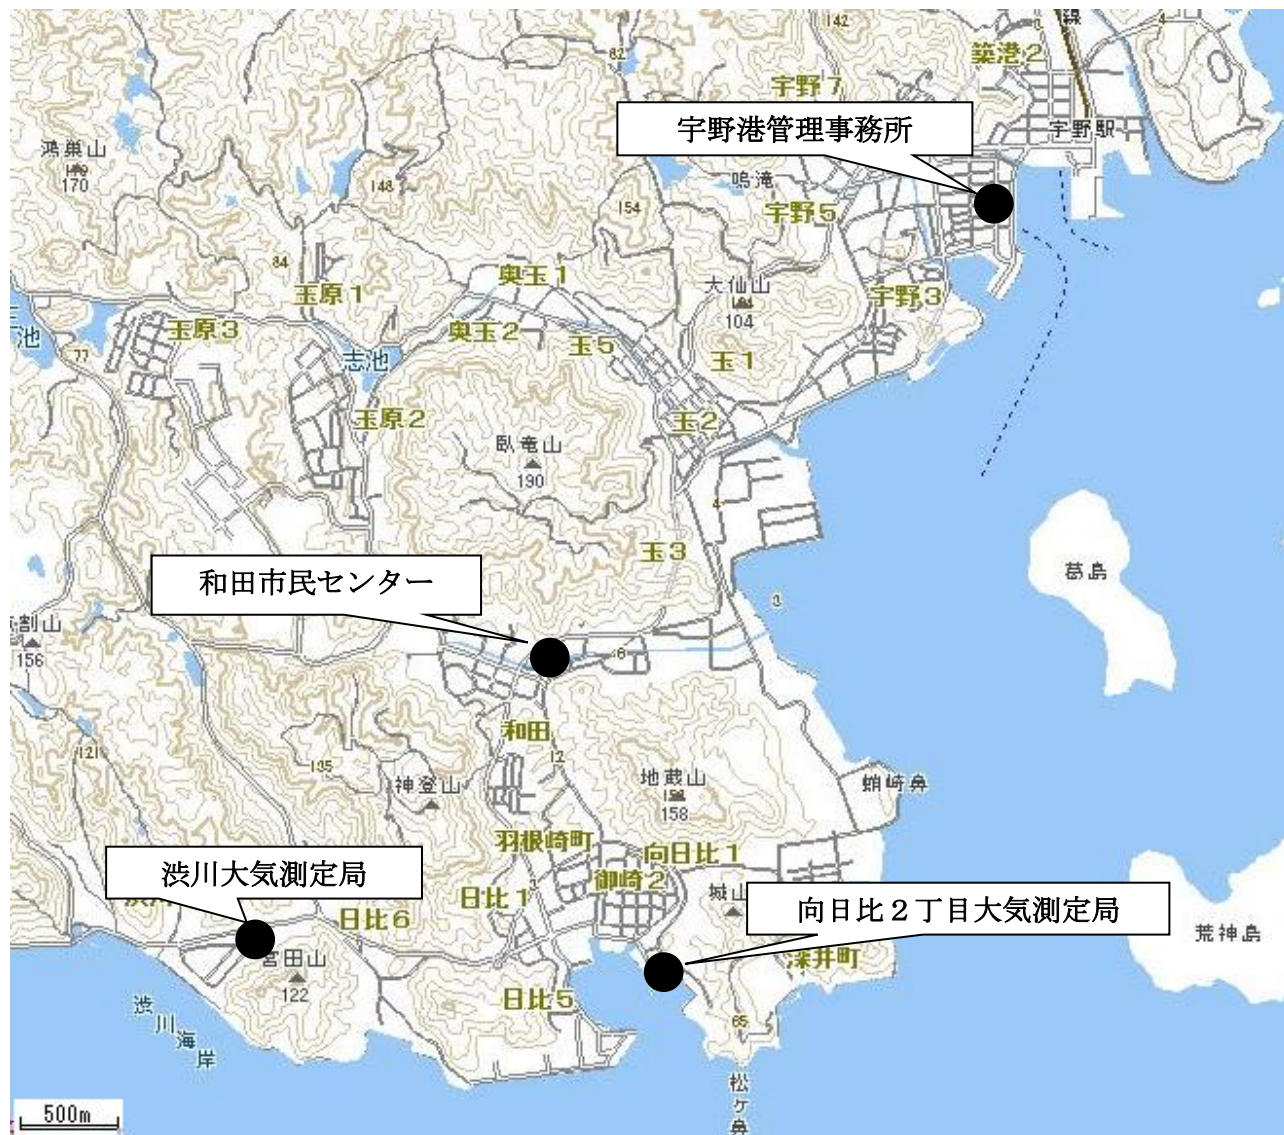 142
線
4
築港2
82
宇野7
宇野駅
宇野港管理事務所
鴻巣山
170
148
154
鳴滝
宇野5
84
奥玉1
大仙山
104
宇野3
玉原1
玉原3
奥玉2
玉5
玉1
池
77
志池
玉原2
玉2
臥竜山
190
4
玉3
葛島
和田市民センター
3
割山
156
6
和田
121
135
12
神登山
地蔵山
158
蛸崎鼻
羽根崎町
向日比1
渋川大気測定局
御崎2
日比1
城山
向日比2丁目大気測定局
日比6
荒神島
宮田山
122
深井町
日比5
渋川海岸
65
松ヶ鼻
500m